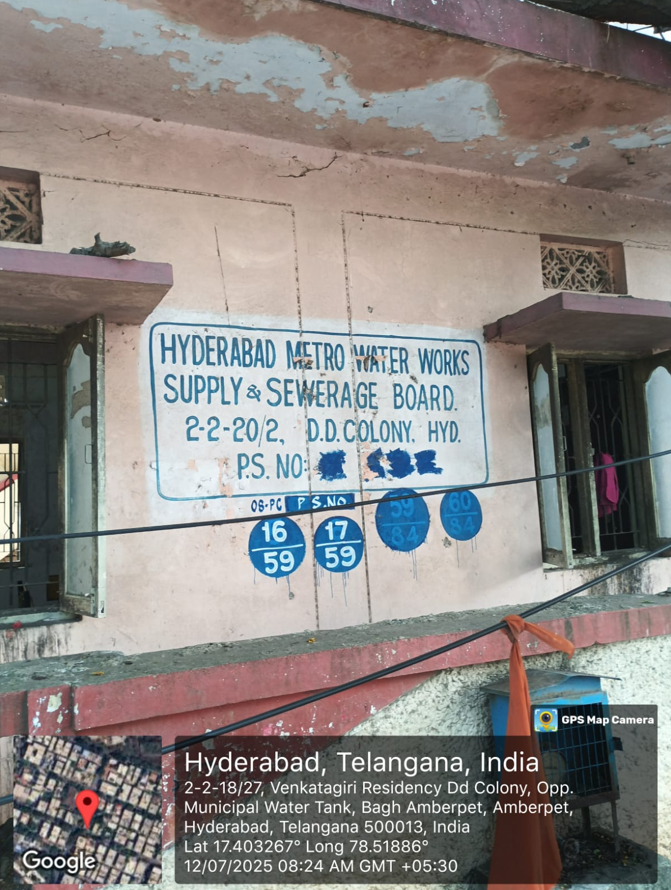 HYDERABAD METRO WATER WORKS
SUPPLY & SEWERAGE BOARD.
2-2-20/2, D.D.COLONY. HYD.
P.S. NO:
08-PC P.S.NO.
16
59
17
59
59
84
60
84
GPS Map Camera
Hyderabad, Telangana, India
2-2-18/27, Venkatagiri Residency Dd Colony, Opp.
Municipal Water Tank, Bagh Amberpet, Amberpet,
Hyderabad, Telangana 500013, India
Lat 17.403267° Long 78.51886°
12/07/2025 08:24 AM GMT +05:30
Google